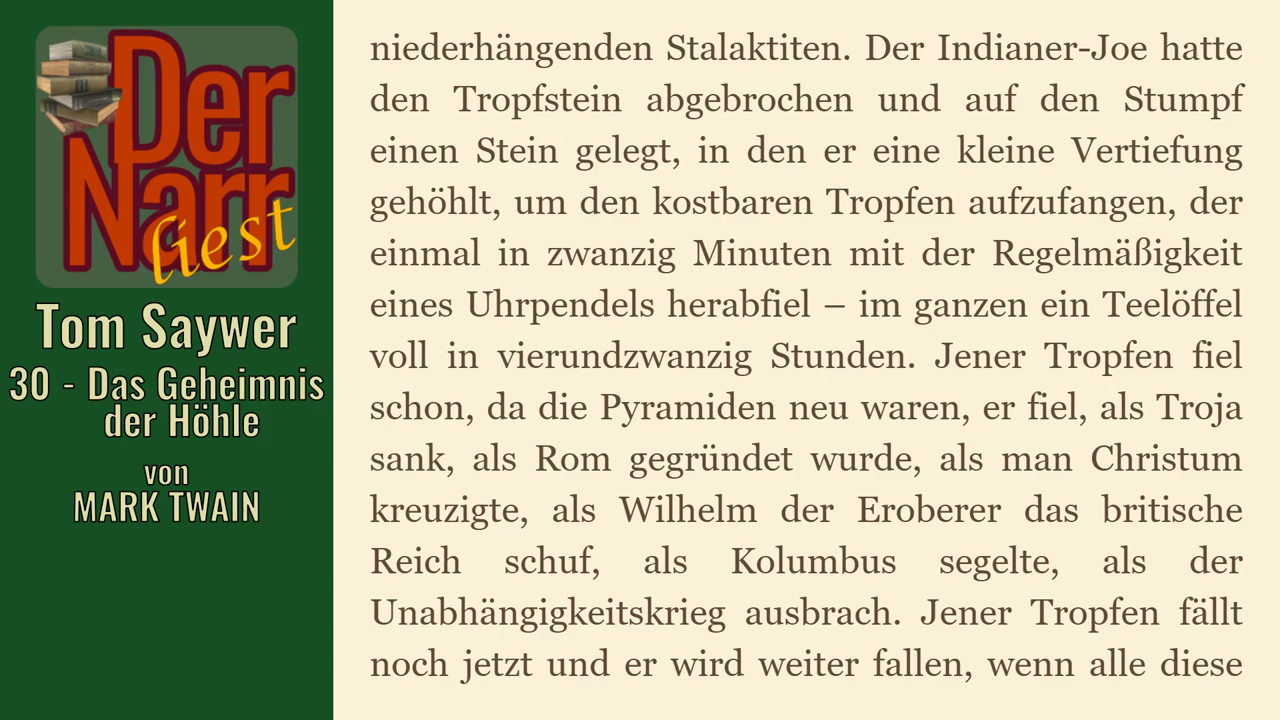 Der
Narr
liest
Tom Saywer
30 - Das Geheimnis
der Höhle
von
MARK TWAIN
niederhängenden Stalaktiten. Der Indianer-Joe hatte
den Tropfstein abgebrochen und auf den Stumpf
einen Stein gelegt, in den er eine kleine Vertiefung
gehöhlt, um den kostbaren Tropfen aufzufangen, der
einmal in zwanzig Minuten mit der Regelmäßigkeit
eines Uhrpendels herabfiel – im ganzen ein Teelöffel
voll in vierundzwanzig Stunden. Jener Tropfen fiel
schon, da die Pyramiden neu waren, er fiel, als Troja
sank, als Rom gegründet wurde, als man Christum
kreuzigte, als Wilhelm der Eroberer das britische
Reich schuf, als Kolumbus segelte, als der
Unabhängigkeitskrieg ausbrach. Jener Tropfen fällt
noch jetzt und er wird weiter fallen, wenn alle diese